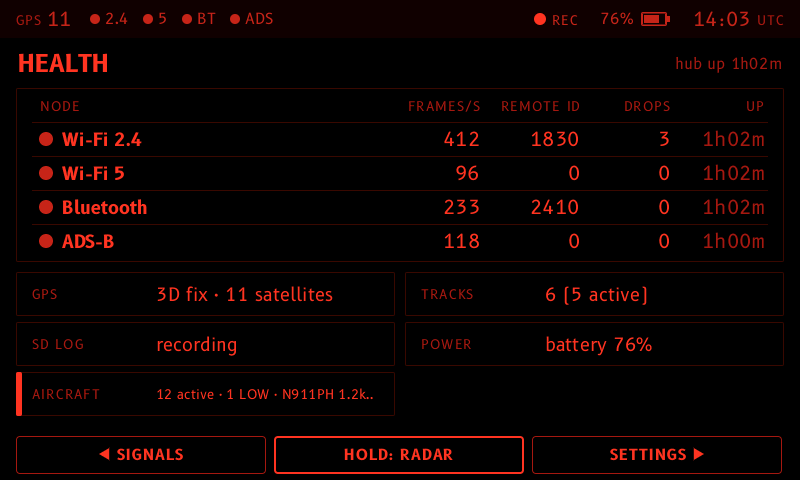 GPS 11 2.4 5 BT ADS REC 76% 14:03 UTC
HEALTH hub up 1h02m
NODE FRAMES/S REMOTE ID DROPS UP
Wi-Fi 2.4 412 1830 3 1h02m
Wi-Fi 5 96 0 0 1h02m
Bluetooth 233 2410 0 1h02m
ADS-B 118 0 0 1h00m
GPS 3D fix · 11 satellites TRACKS 6 (5 active)
SD LOG recording POWER battery 76%
AIRCRAFT 12 active · 1 LOW · N911PH 1.2k..
◀ SIGNALS HOLD: RADAR SETTINGS ▶